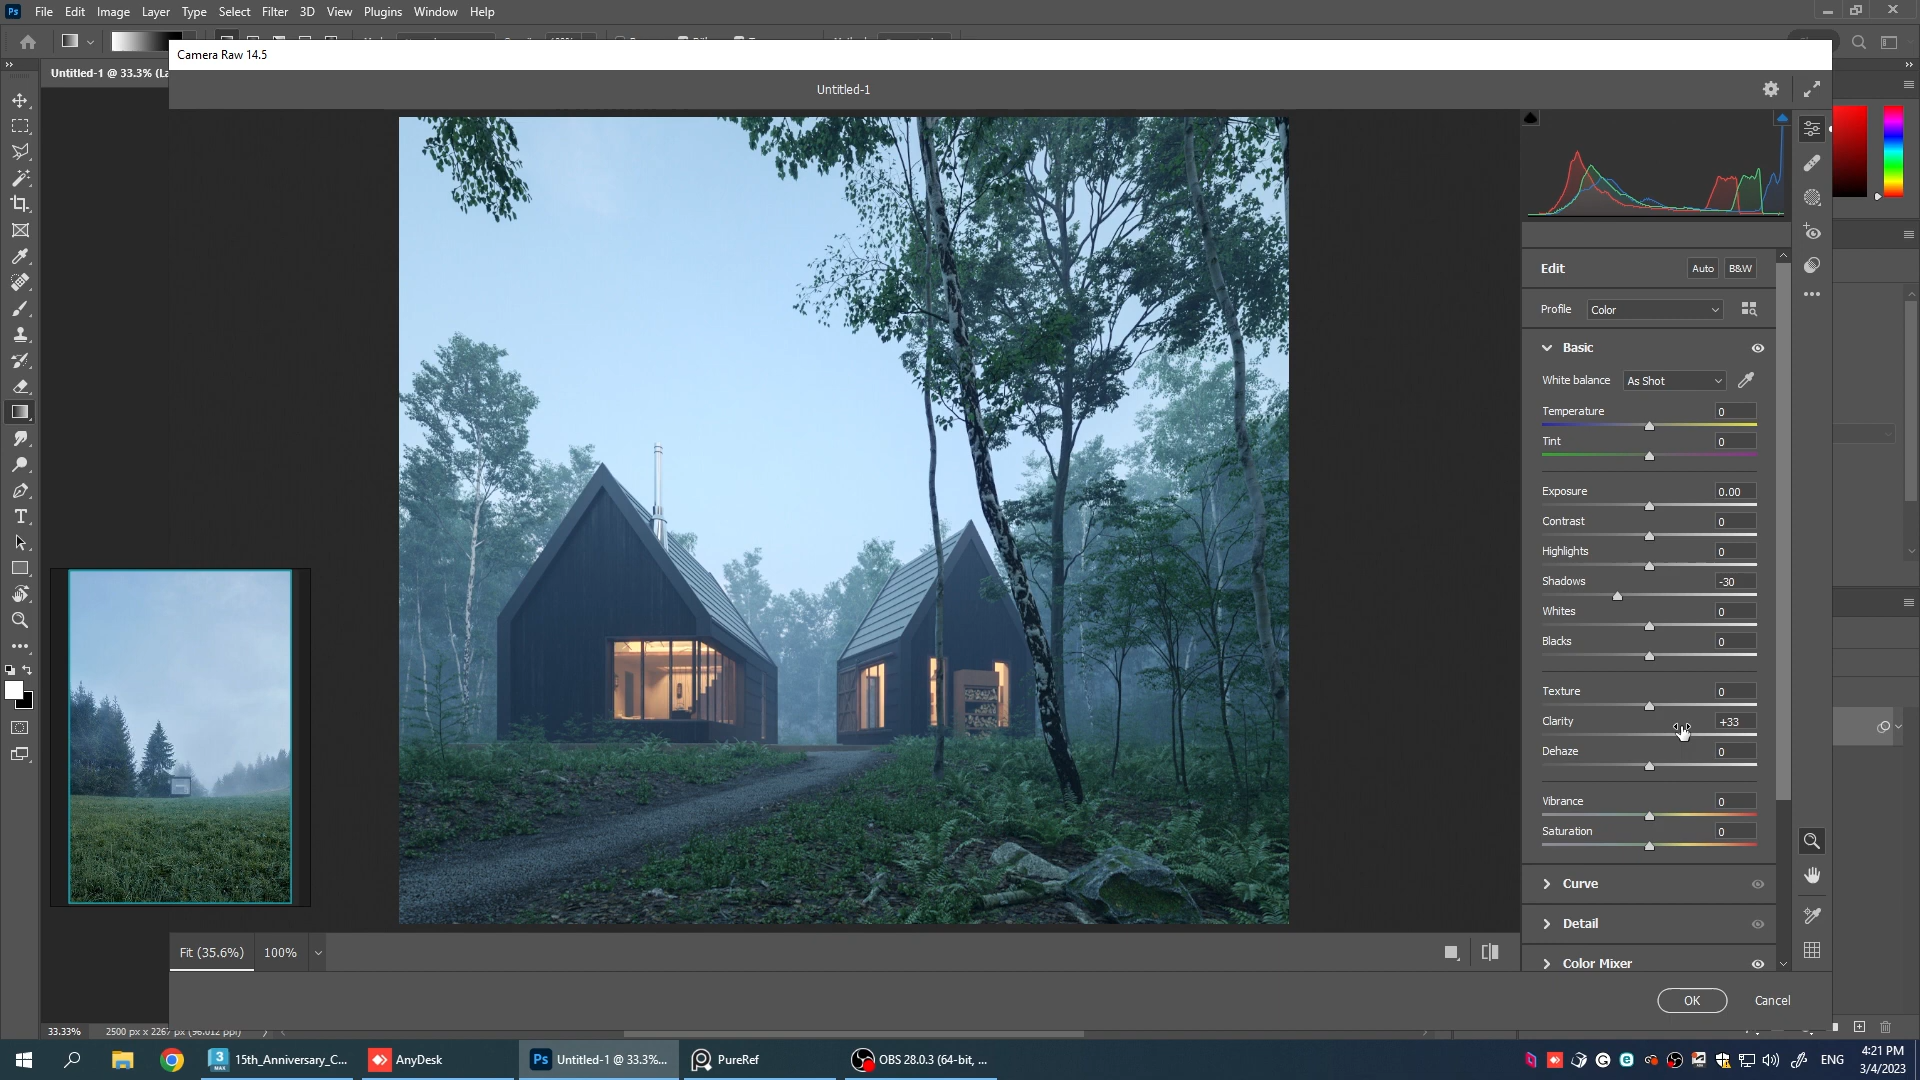 Ps File Edit Image Layer Type Select Filter 3D View Plugins Window Help
Camera Raw 14.5
Untitled-1 @ 33.3% (La
Untitled-1
Edit Auto B&W
Profile Color
Basic
White balance As Shot
Temperature 0
Tint 0
Exposure 0.00
Contrast 0
Highlights 0
Shadows -30
Whites 0
Blacks 0
Texture 0
Clarity +33
Dehaze 0
Vibrance 0
Saturation 0
Curve
Detail
Color Mixer
Fit (35.6%) 100%
OK Cancel
33.33% 2500 px x 2267 px (96.012 ppi)
3 MAX 15th_Anniversary_C... AnyDesk Ps Untitled-1 @ 33.3%... PureRef OBS 28.0.3 (64-bit, ... ENG 4:21 PM
3/4/2023